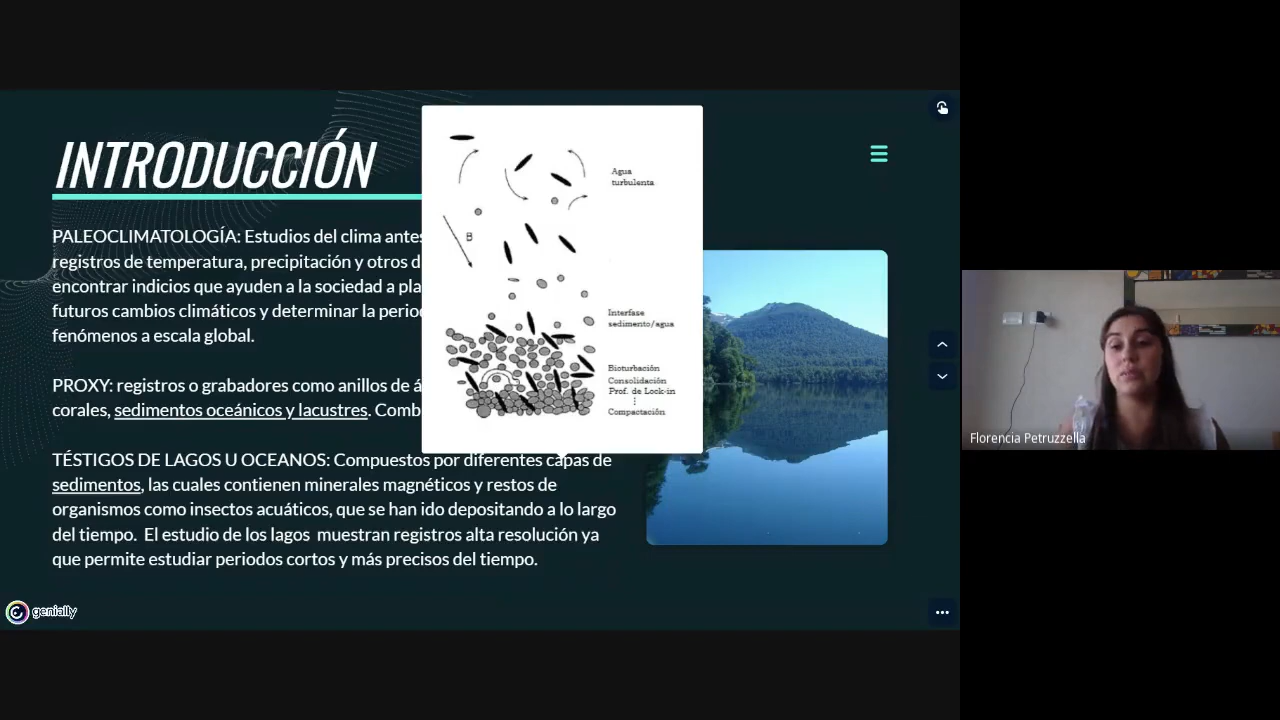 INTRODUCCIÓN
PALEOCLIMATOLOGÍA: Estudios del clima antes
registros de temperatura, precipitación y otros d
encontrar indicios que ayuden a la sociedad a pla
futuros cambios climáticos y determinar la perio
fenómenos a escala global.
PROXY: registros o grabadores como anillos de á
corales, sedimentos oceánicos y lacustres. Comb
TÉSTIGOS DE LAGOS U OCEANOS: Compuestos por diferentes capas de
sedimentos, las cuales contienen minerales magnéticos y restos de
organismos como insectos acuáticos, que se han ido depositando a lo largo
del tiempo. El estudio de los lagos muestran registros alta resolución ya
que permite estudiar periodos cortos y más precisos del tiempo.
Agua
turbulenta
B
Interfase
sedimento/agua
Bioturbación
Consolidación
Prof. de Lock-in
Compactación
genially
Florencia Petruzzella